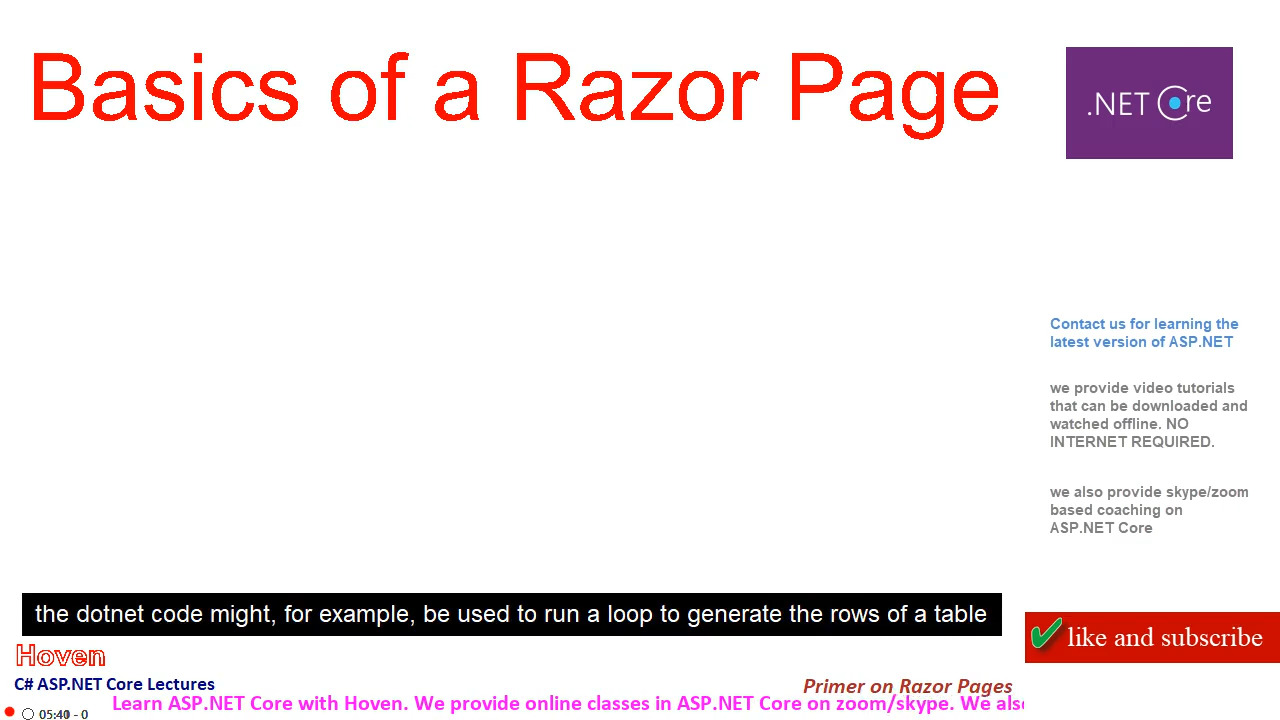 Basics of a Razor Page
.NET Core
Contact us for learning the
latest version of ASP.NET
we provide video tutorials
that can be downloaded and
watched offline. NO
INTERNET REQUIRED.
we also provide skype/zoom
based coaching on
ASP.NET Core
the dotnet code might, for example, be used to run a loop to generate the rows of a table
like and subscribe
Hoven
C# ASP.NET Core Lectures
Primer on Razor Pages
Learn ASP.NET Core with Hoven. We provide online classes in ASP.NET Core on zoom/skype. We als